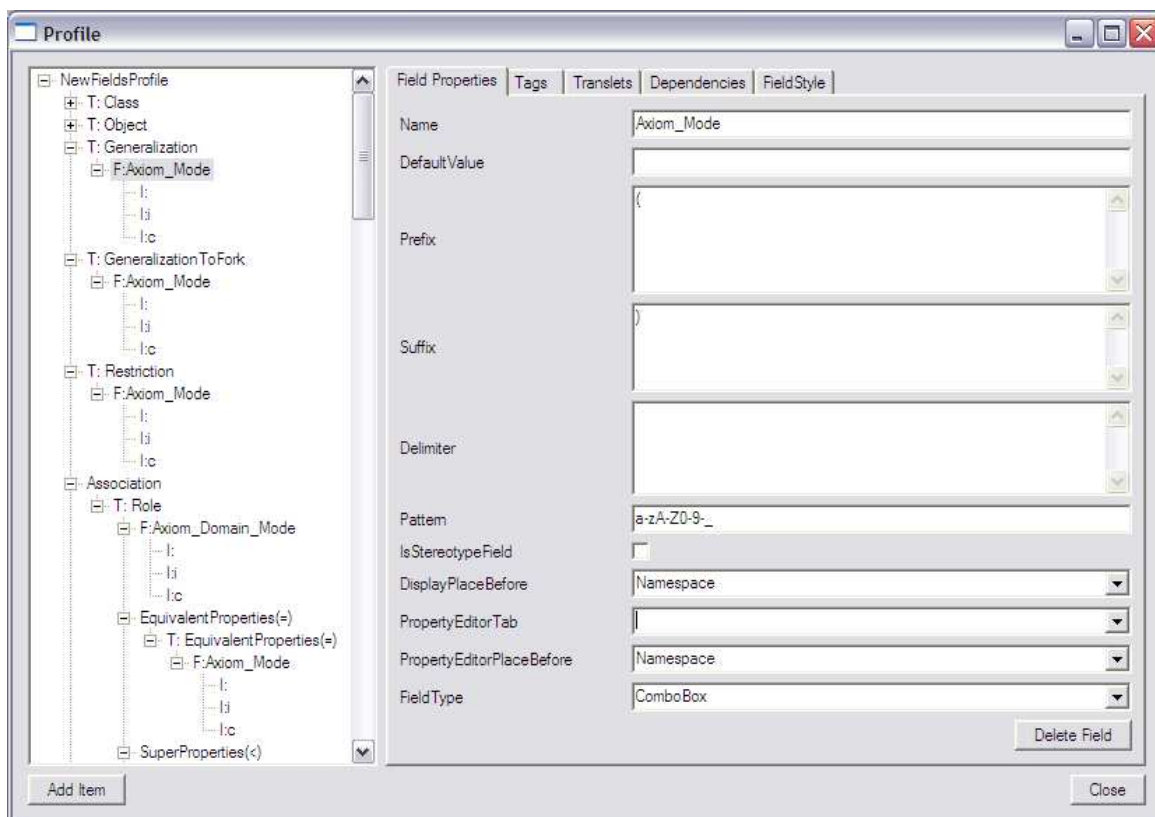 Profile
NewFieldsProfile
T: Class
T: Object
T: Generalization
F:Axiom_Mode
I:
I:i
I:c
T: GeneralizationToFork
F:Axiom_Mode
I:
I:i
I:c
T: Restriction
F:Axiom_Mode
I:
I:i
I:c
Association
T: Role
F:Axiom_Domain_Mode
I:
I:i
I:c
EquivalentProperties(=)
T: EquivalentProperties(=)
F:Axiom_Mode
I:
I:i
I:c
SuperProperties(<)
Add Item
Field Properties Tags Translets Dependencies FieldStyle
Name Axiom_Mode
DefaultValue
Prefix (
Suffix )
Delimiter
Pattern a-zA-Z0-9-_
IsStereotypeField
DisplayPlaceBefore Namespace
PropertyEditorTab
PropertyEditorPlaceBefore Namespace
FieldType ComboBox
Delete Field
Close